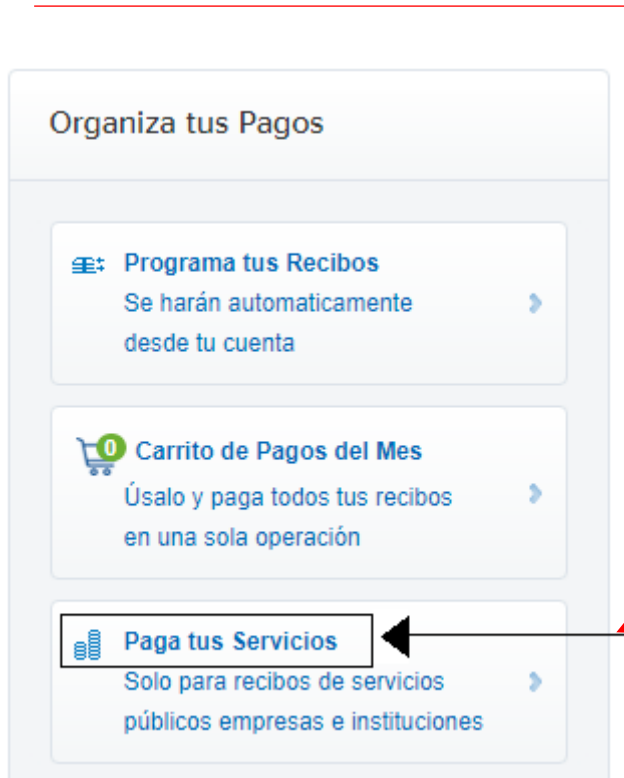 Organiza tus Pagos
Programa tus Recibos
Se harán automaticamente
desde tu cuenta
0 Carrito de Pagos del Mes
Úsalo y paga todos tus recibos
en una sola operación
Paga tus Servicios
Solo para recibos de servicios
públicos empresas e instituciones